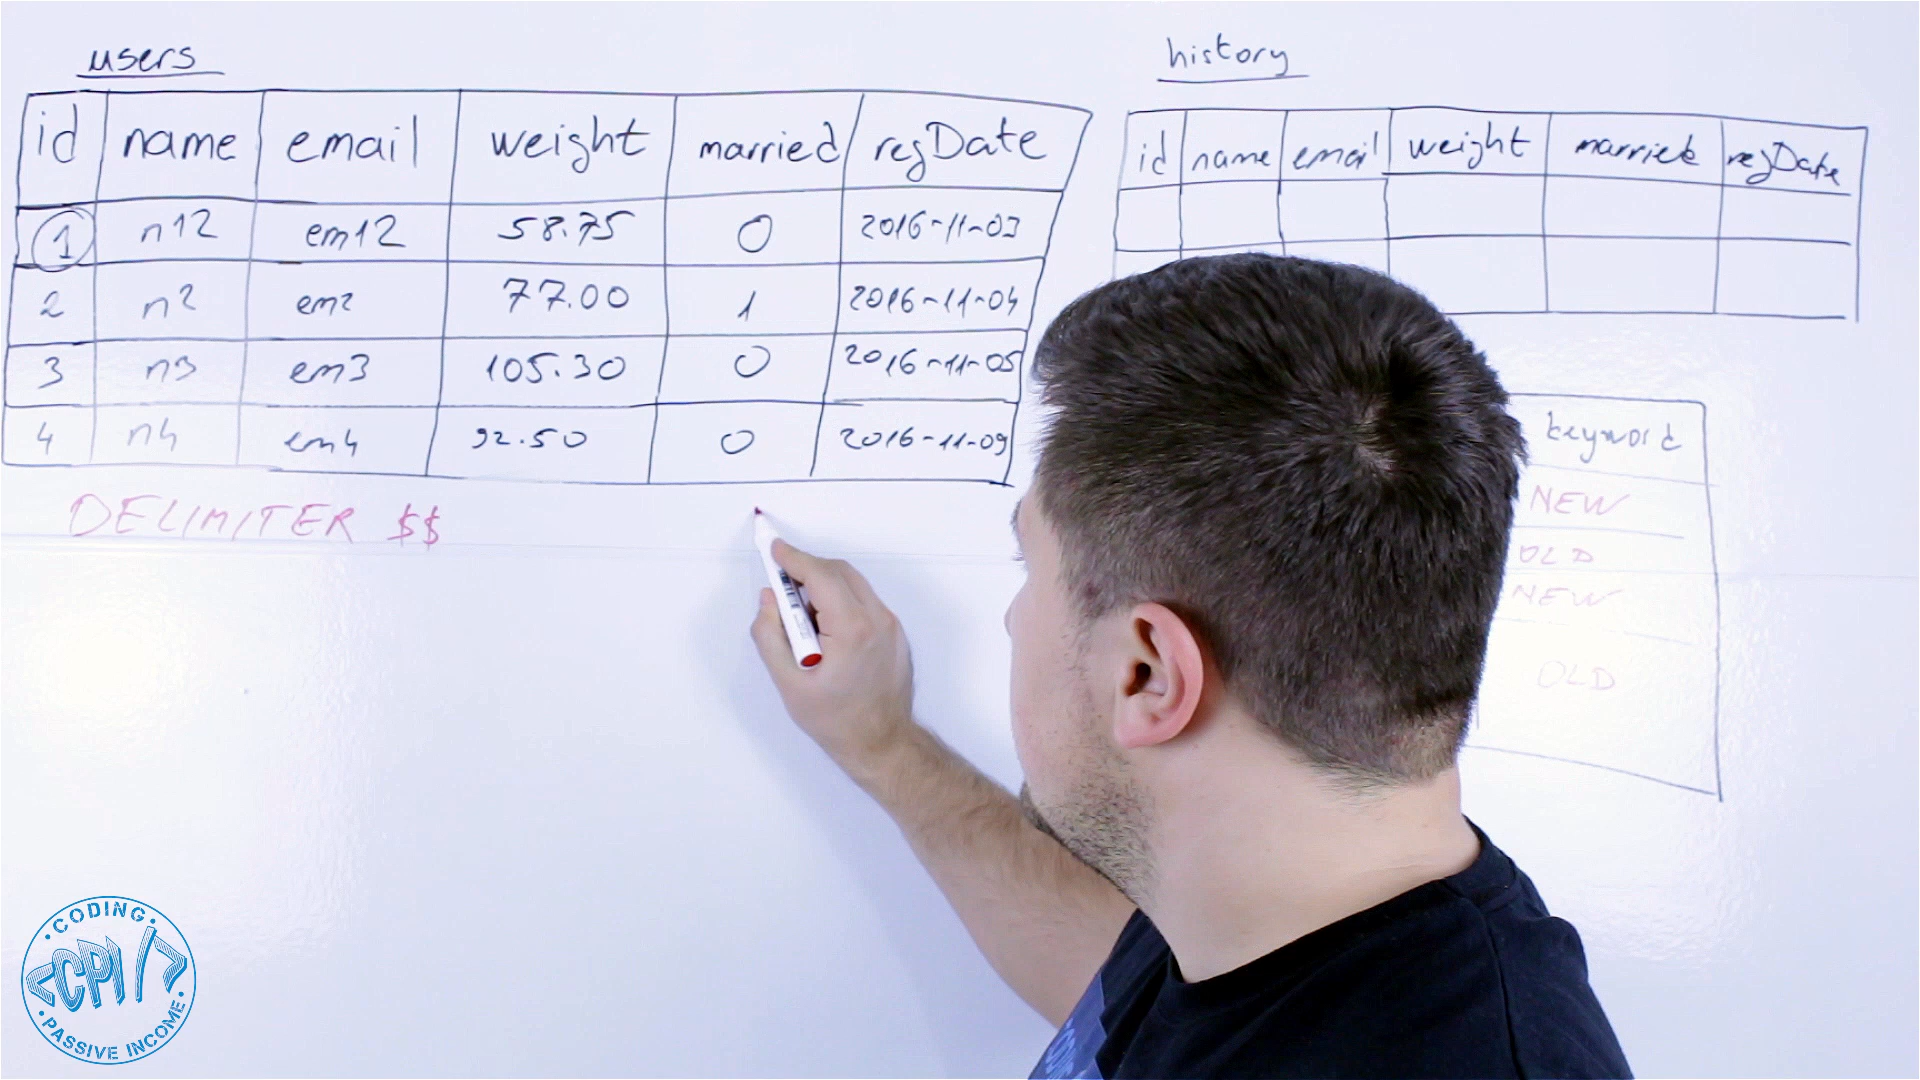 users
id name email weight married regDate
1 n12 em12 58.75 0 2016-11-03
2 n2 em2 77.00 1 2016-11-04
3 n3 em3 105.30 0 2016-11-05
4 n4 em4 92.50 0 2016-11-09
DELIMITER $$
history
id name email weight married regDate
keyword
NEW
OLD
NEW
OLD
CODING
<CPI/>
PASSIVE INCOME